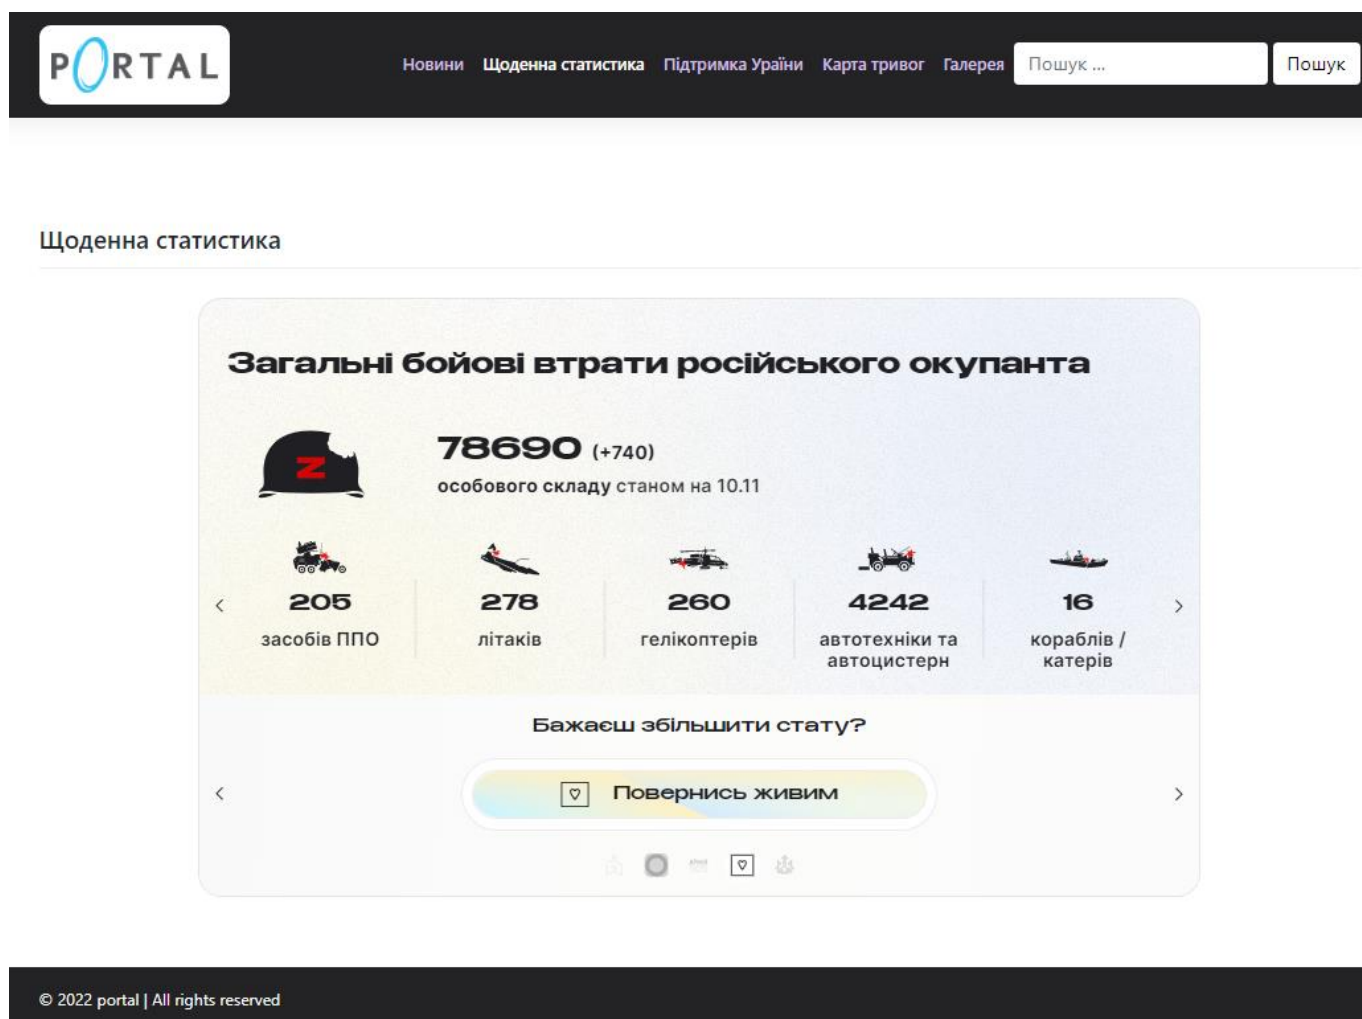 PORTAL
Новини Щоденна статистика Підтримка Ураїни Карта тривог Галерея Пошук ... Пошук
Щоденна статистика
Загальні бойові втрати російського окупанта
Z
78690 (+740)
особового складу станом на 10.11
205 278 260 4242 16
засобів ППО літаків гелікоптерів автотехніки та кораблів /
автоцистерн катерів
Бажаєш збільшити стату?
Повернись живим
© 2022 portal | All rights reserved